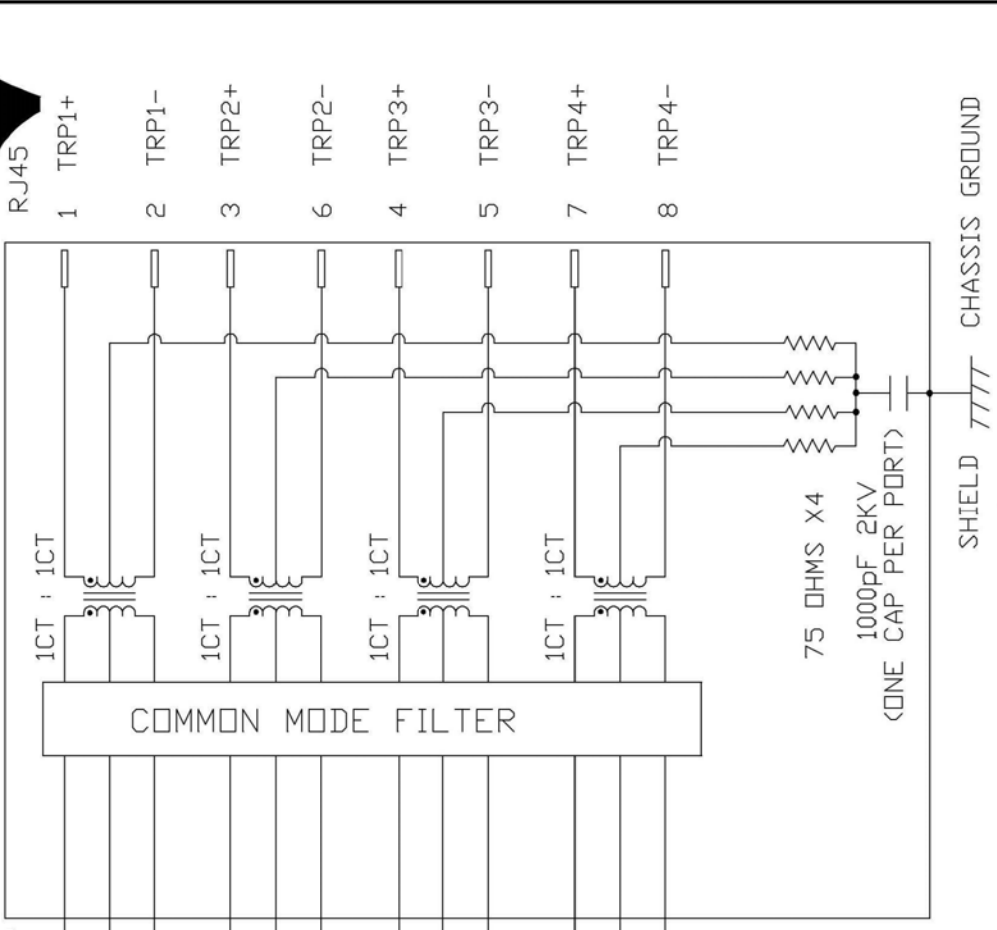 RJ45
1 TRP1+
2 TRP1-
3 TRP2+
6 TRP2-
4 TRP3+
5 TRP3-
7 TRP4+
8 TRP4-
SHIELD CHASSIS GROUND
1CT : 1CT
1CT : 1CT
1CT : 1CT
1CT : 1CT
75 OHMS X4
1000pF 2KV
(ONE CAP PER PORT)
COMMON MODE FILTER